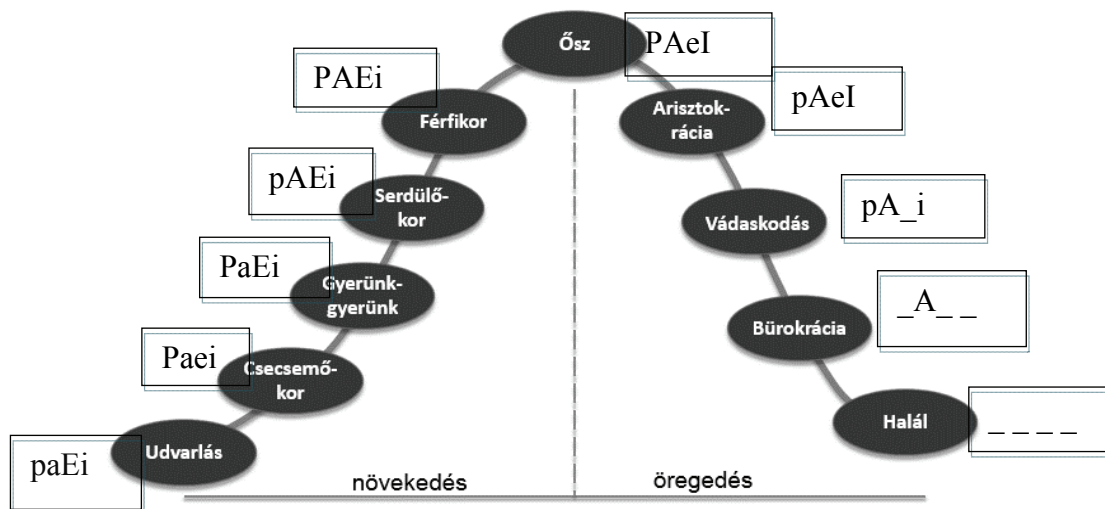 Ősz
PAeI
PAEi
Férfikor
Arisztok-
rácia
pAeI
pAEi
Serdülő-
kor
Vádaskodás
pA_i
PaEi
Gyerünk-
gyerünk
Bürokrácia
_A_ _
Paei
Csecsemő-
kor
Halál
_ _ _ _
paEi
Udvarlás
növekedés
öregedés